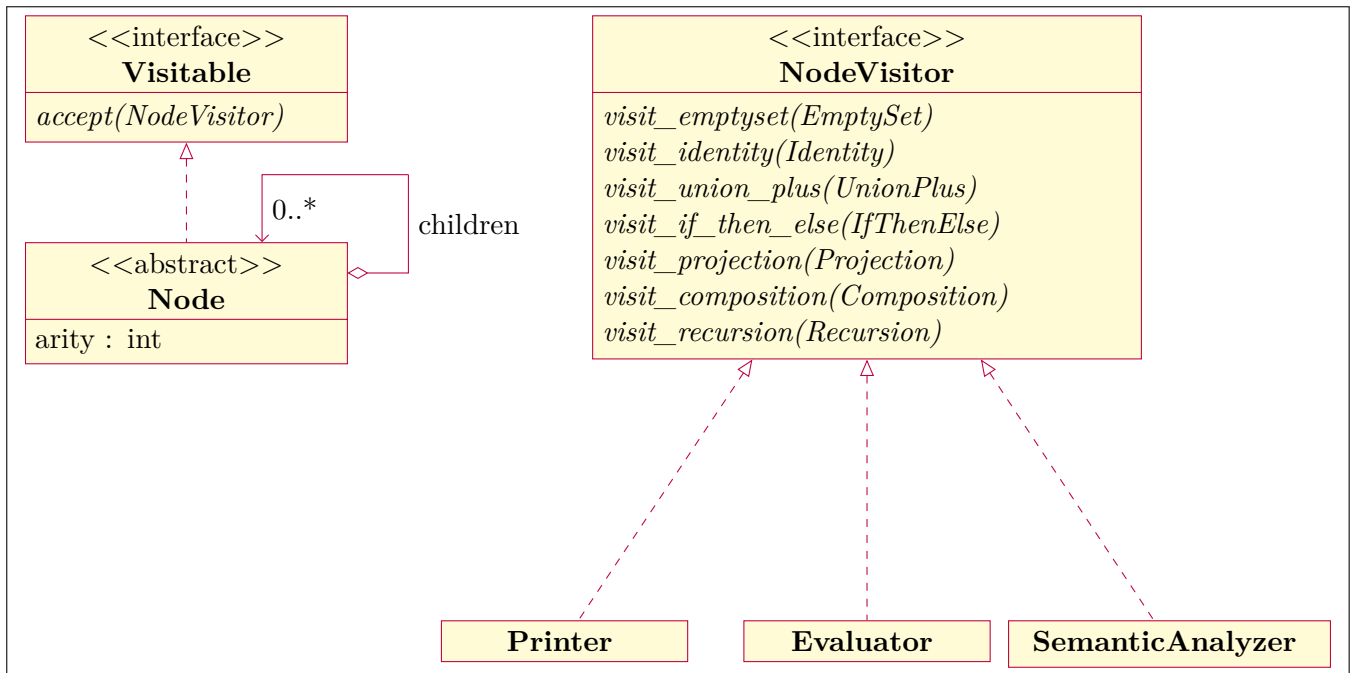 <<interface>>
Visitable
accept(NodeVisitor)
0..*
children
<<abstract>>
Node
arity : int
<<interface>>
NodeVisitor
visit_emptyset(EmptySet)
visit_identity(Identity)
visit_union_plus(UnionPlus)
visit_if_then_else(IfThenElse)
visit_projection(Projection)
visit_composition(Composition)
visit_recursion(Recursion)
Printer
Evaluator
SemanticAnalyzer